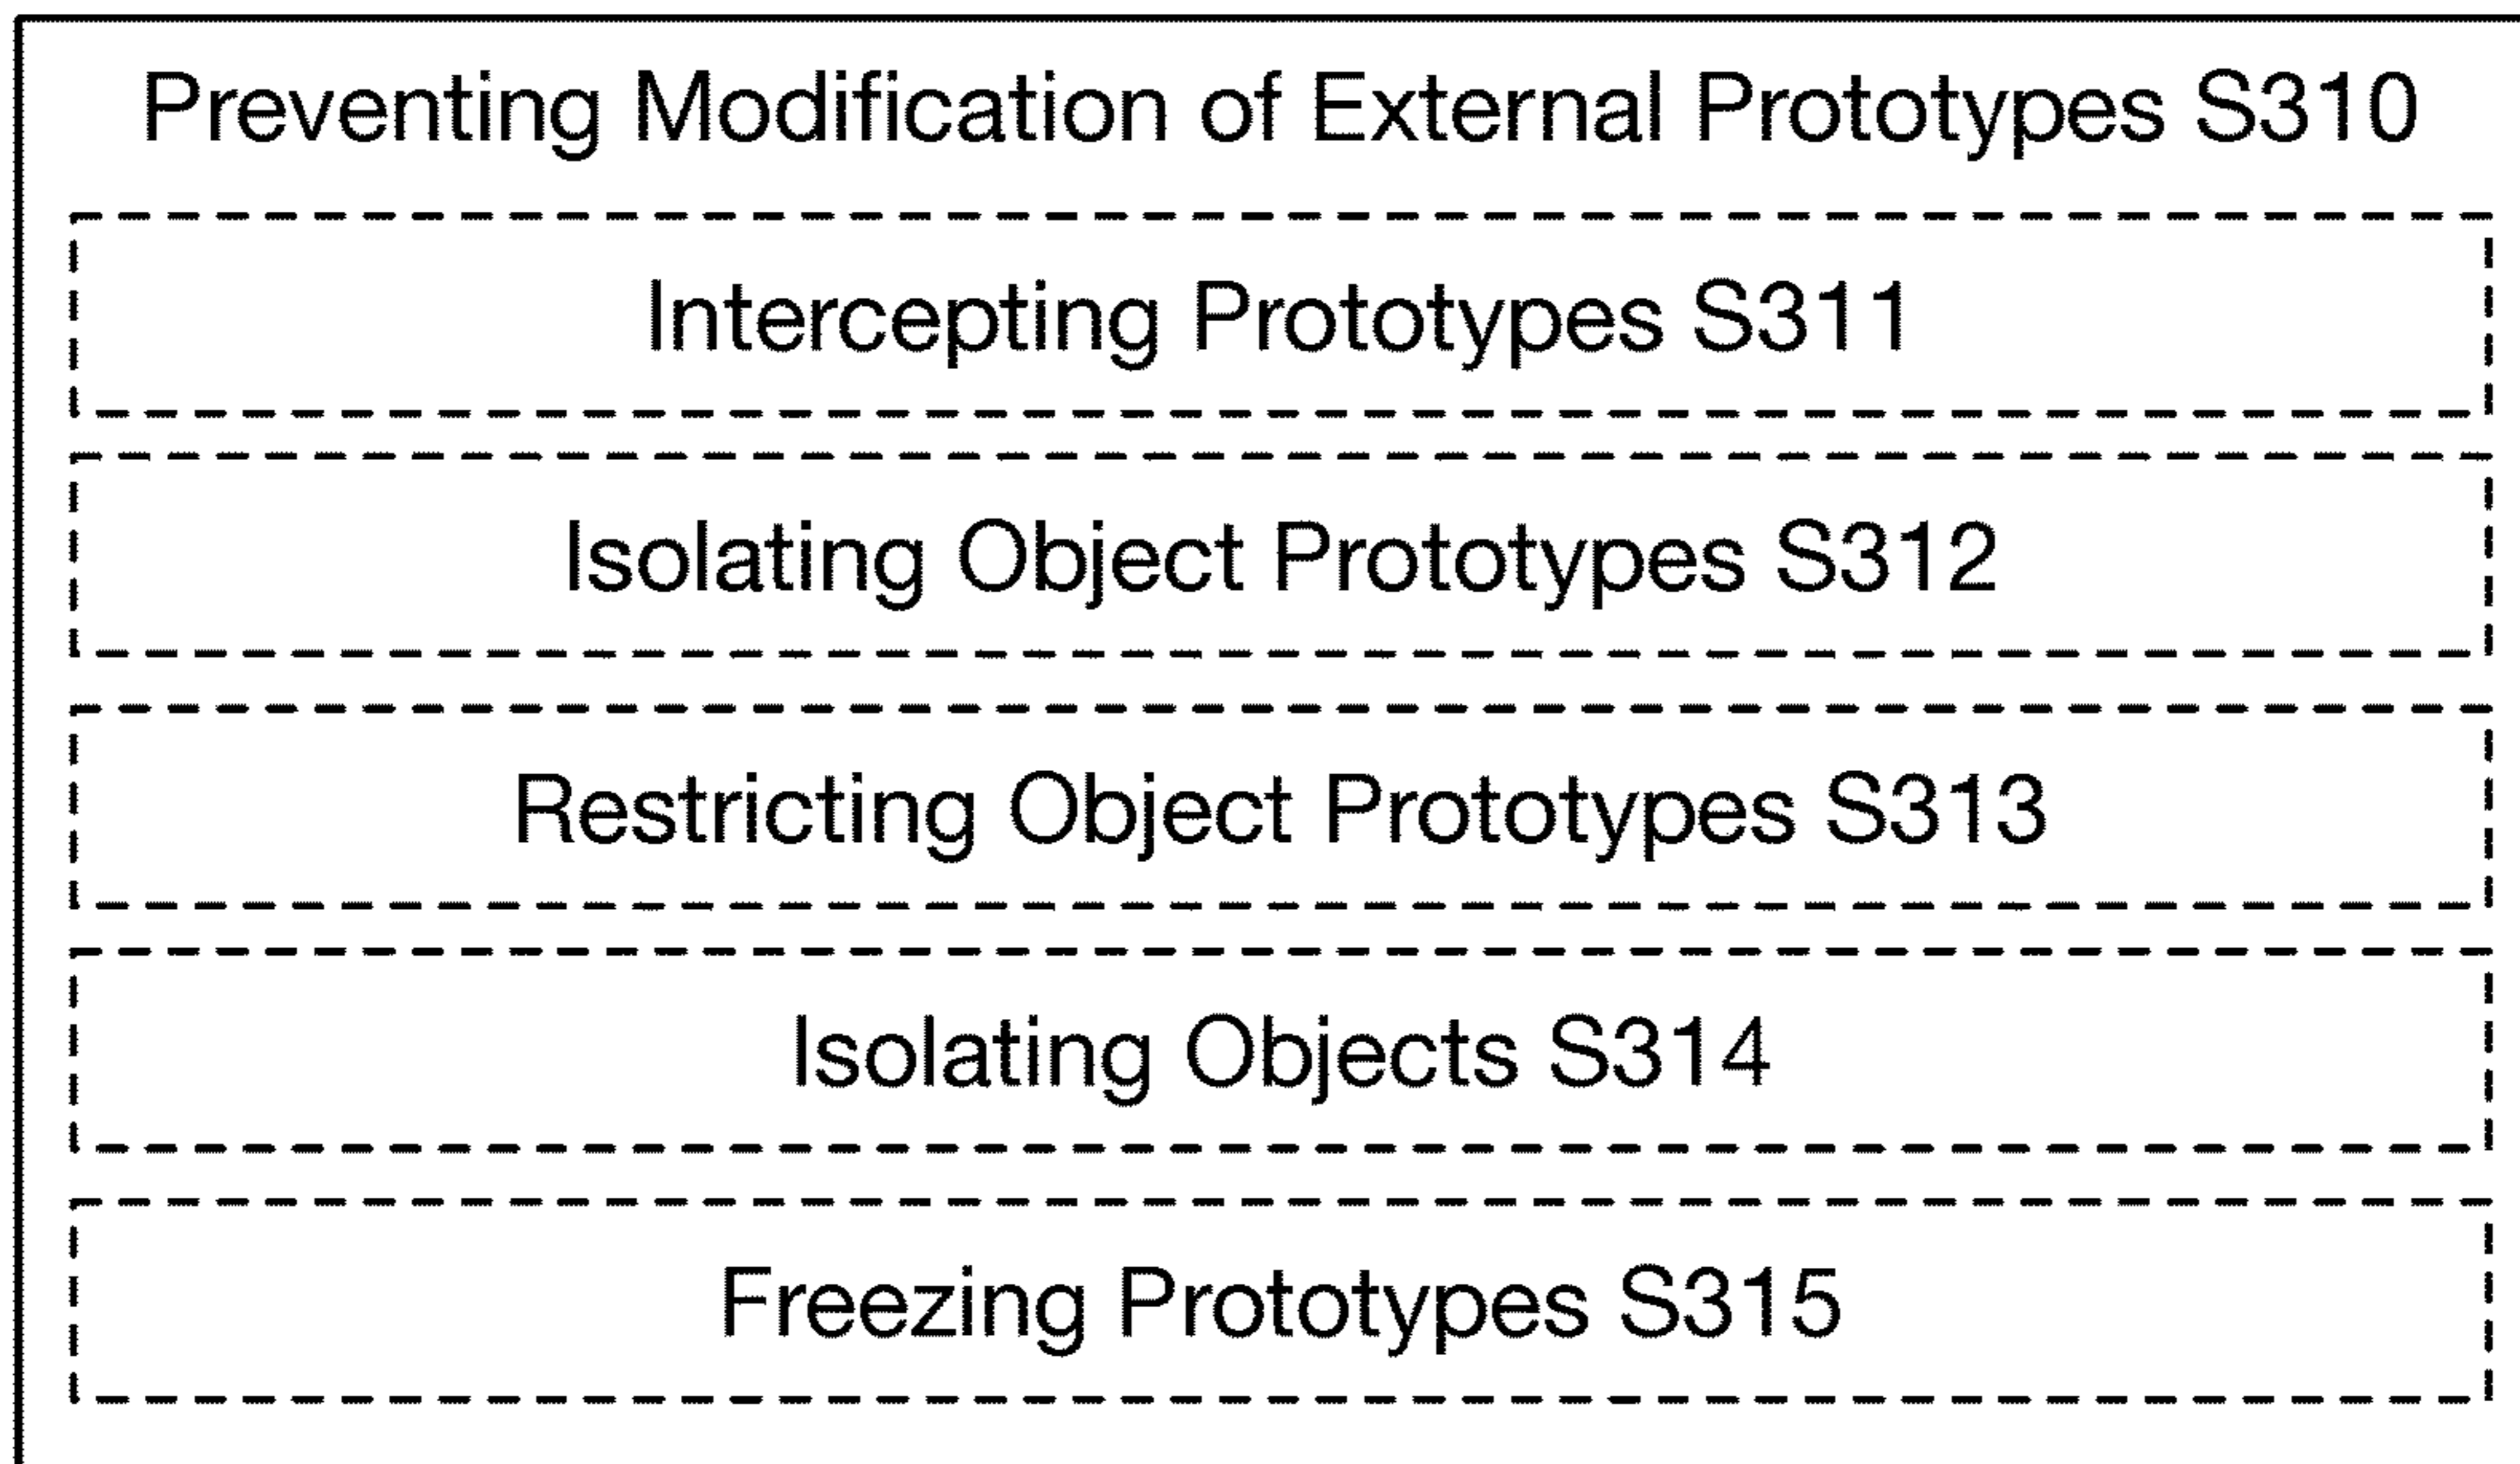 Preventing Modification of External Prototypes S310
Intercepting Prototypes S311
Isolating Object Prototypes S312
Restricting Object Prototypes S313
Isolating Objects S314
Freezing Prototypes S315